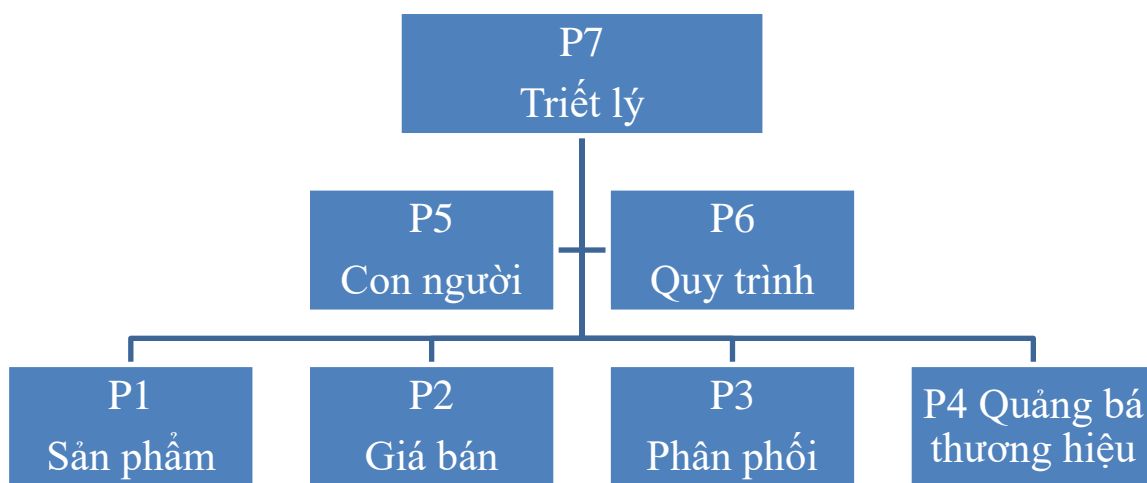 P7
Triết lý
P5
Con người
P6
Quy trình
P1
Sản phẩm
P2
Giá bán
P3
Phân phối
P4 Quảng bá
thương hiệu